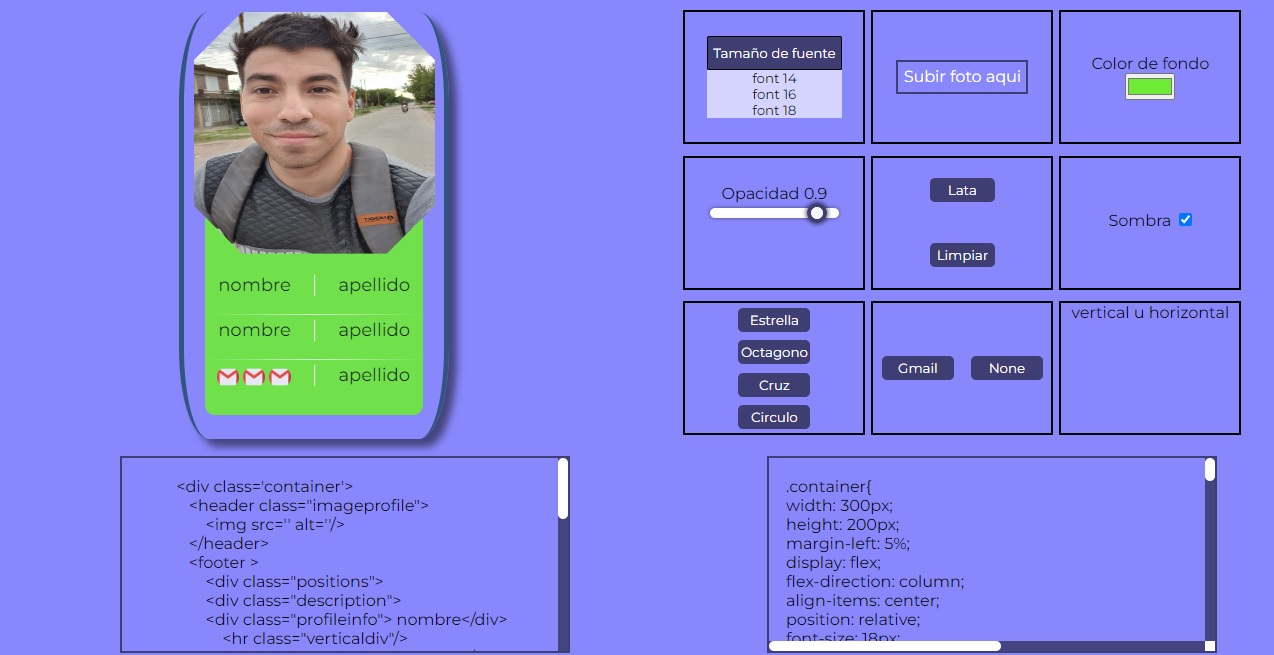 nombre
apellido
nombre
apellido
apellido
Tamaño de fuente
font 14
font 16
font 18
Subir foto aqui
Color de fondo
Opacidad 0.9
Lata
Limpiar
Sombra
Estrella
Octagono
Cruz
Circulo
Gmail
None
vertical u horizontal
<div class='container'>
<header class="imageprofile">
<img src='' alt=''/>
</header>
<footer >
<div class="positions">
<div class="description">
<div class="profileinfo"> nombre</div>
<hr class="verticaldiv"/>
.container{
width: 300px;
height: 200px;
margin-left: 5%;
display: flex;
flex-direction: column;
align-items: center;
position: relative;
font-size: 18px;